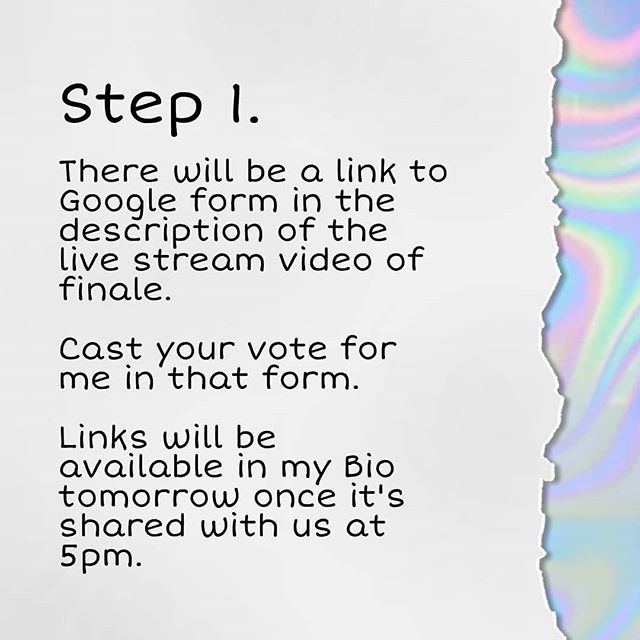 Step 1.
There will be a link to
Google form in the
description of the
live stream video of
finale.
Cast your vote for
me in that form.
Links will be
available in my Bio
tomorrow once it's
shared with us at
5pm.